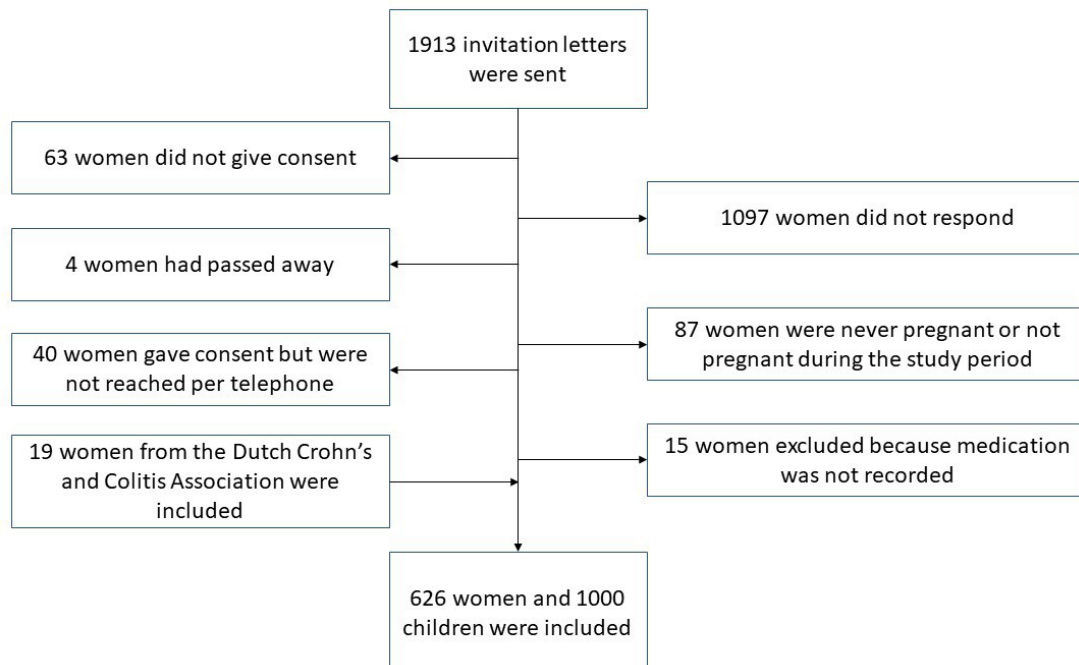 1913 invitation letters
were sent
63 women did not give consent
1097 women did not respond
4 women had passed away
87 women were never pregnant or not
pregnant during the study period
40 women gave consent but were
not reached per telephone
15 women excluded because medication
was not recorded
19 women from the Dutch Crohn’s
and Colitis Association were
included
626 women and 1000
children were included